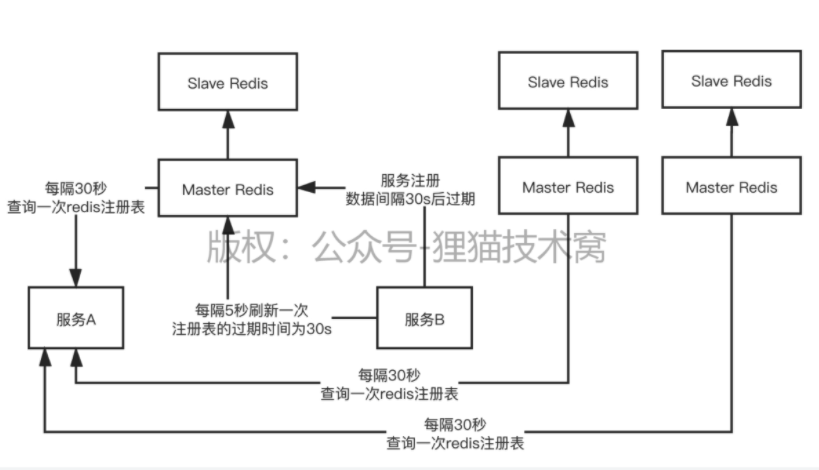 Slave Redis
Slave Redis
Slave Redis
Master Redis
Master Redis
Master Redis
每隔30秒
查询一次redis注册表
服务注册
数据间隔30s后过期
版权：公众号-狸猫技术窝
服务A
每隔5秒刷新一次
注册表的过期时间为30s
服务B
每隔30秒
查询一次redis注册表
每隔30秒
查询一次redis注册表